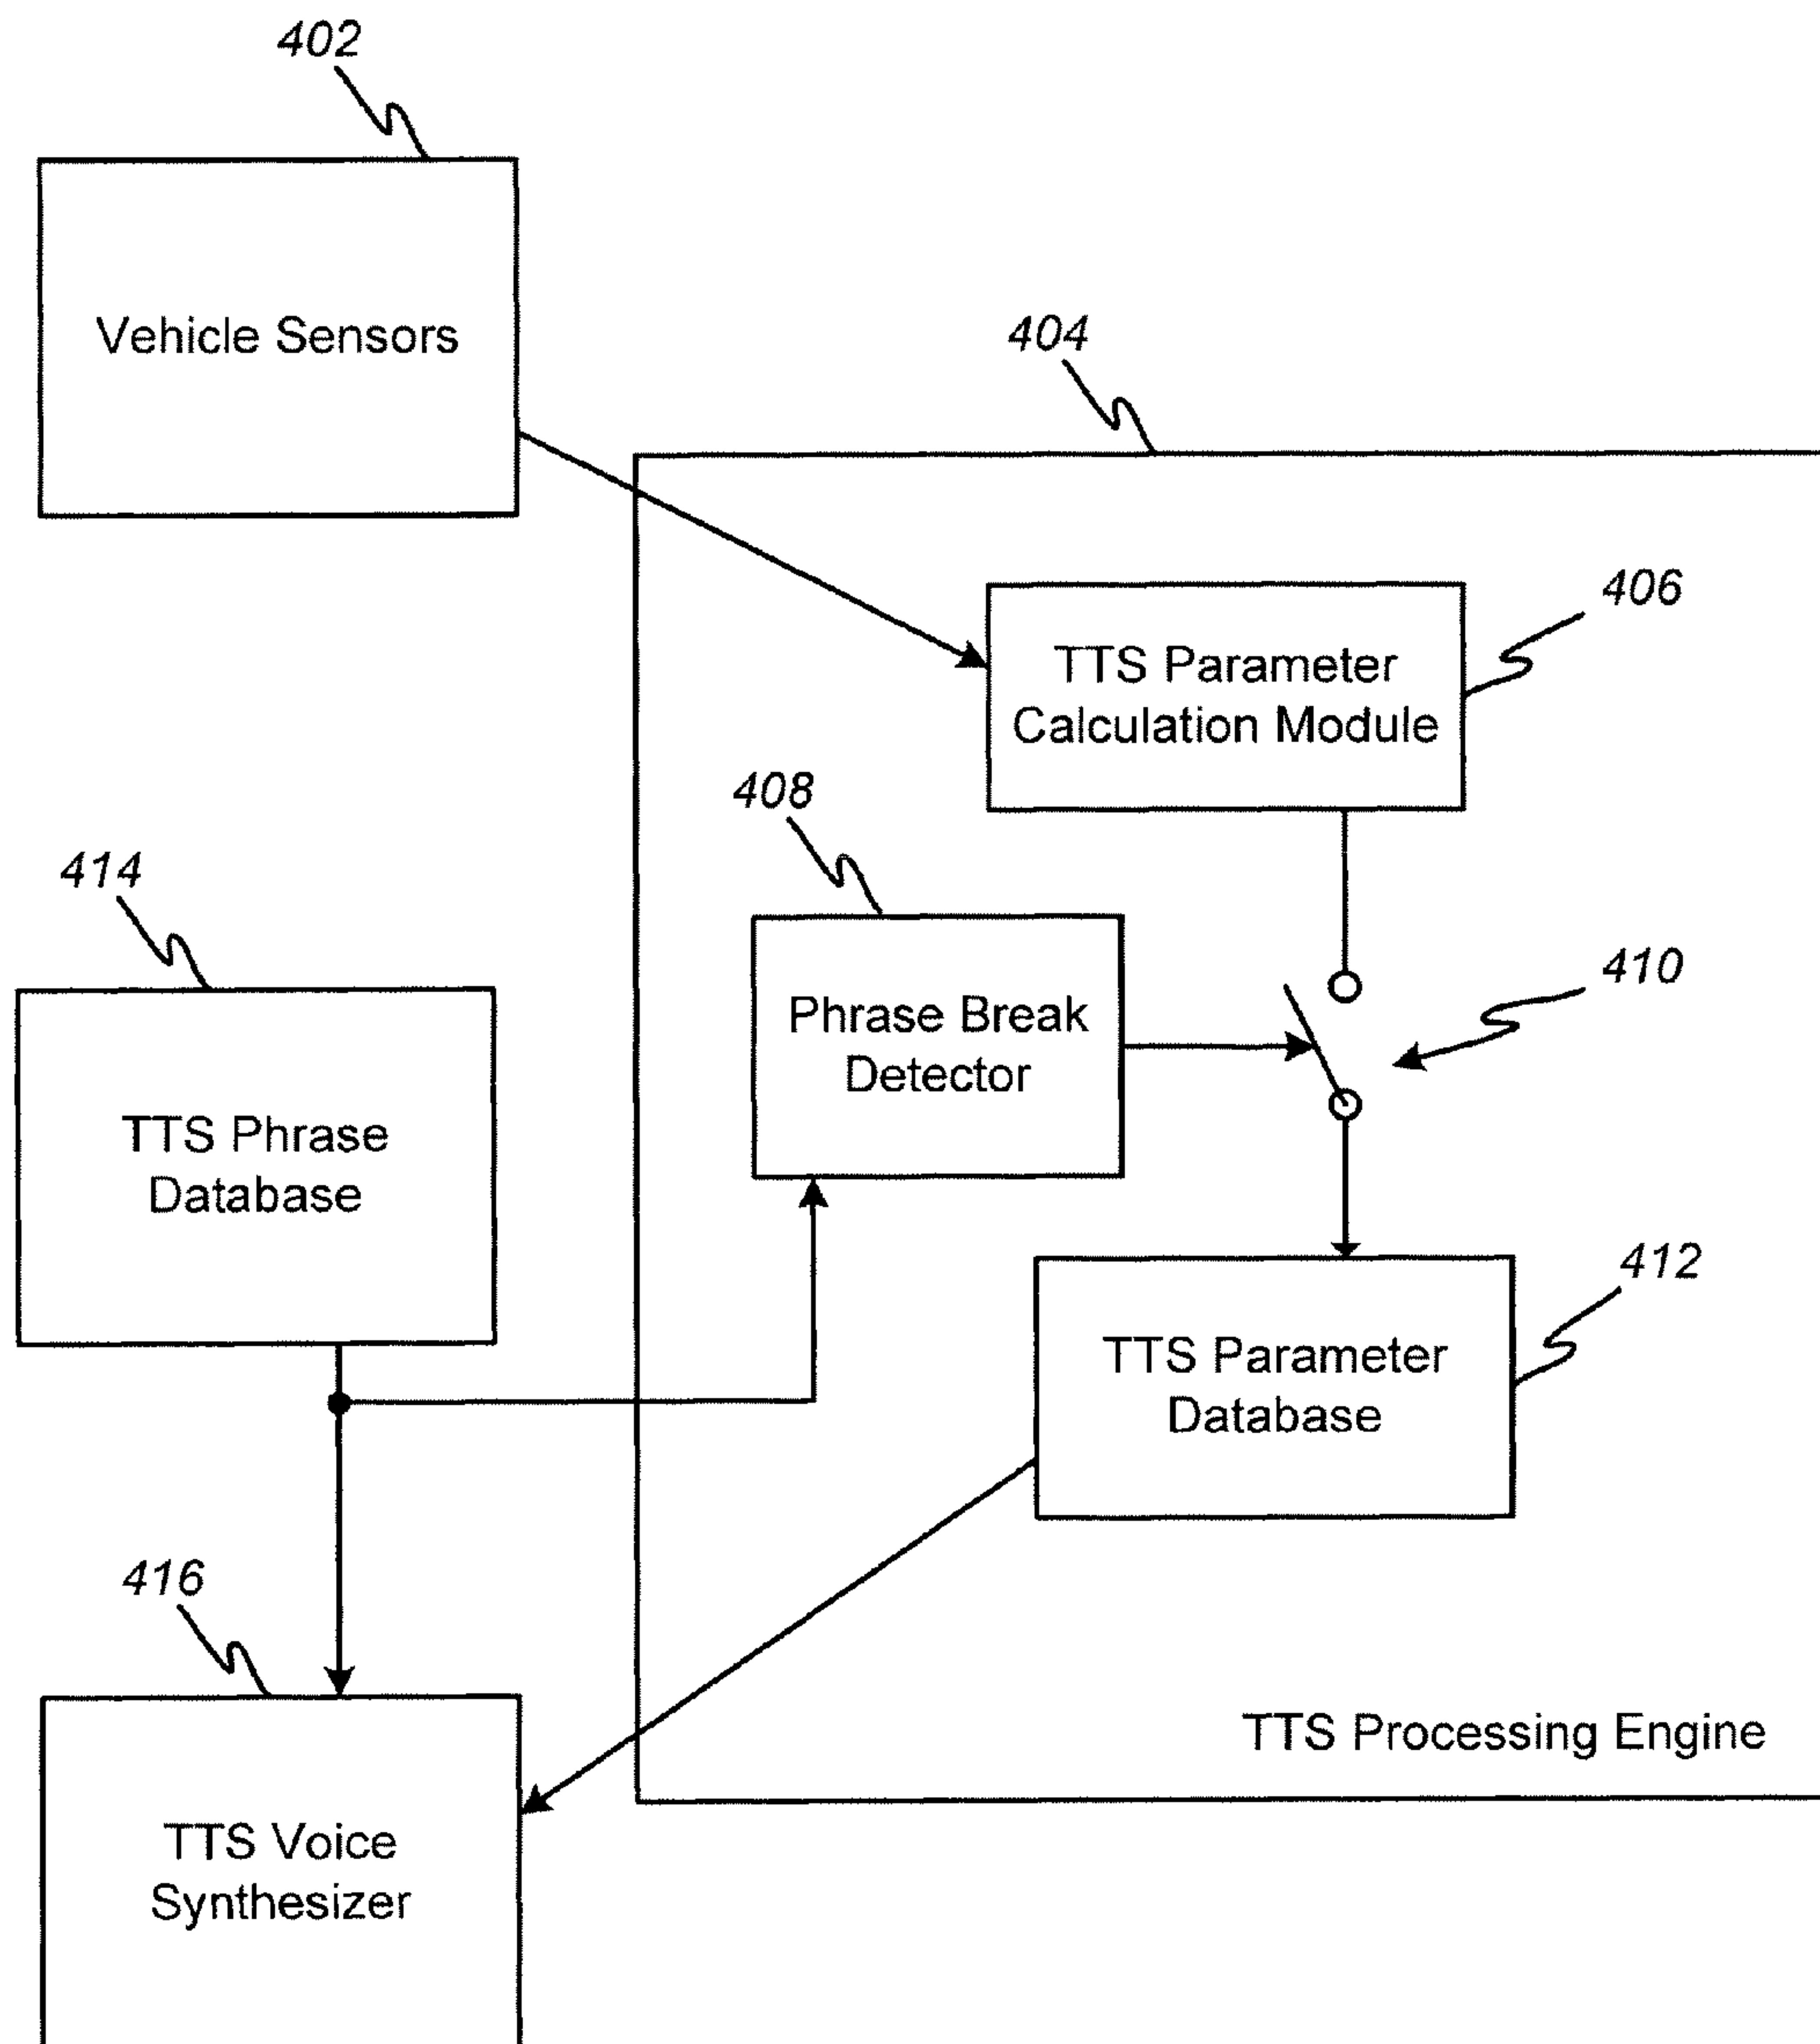 402
Vehicle Sensors
404
406
TTS Parameter
Calculation Module
408
414
410
Phrase Break
Detector
TTS Phrase
Database
412
TTS Parameter
Database
416
TTS Processing Engine
TTS Voice
Synthesizer